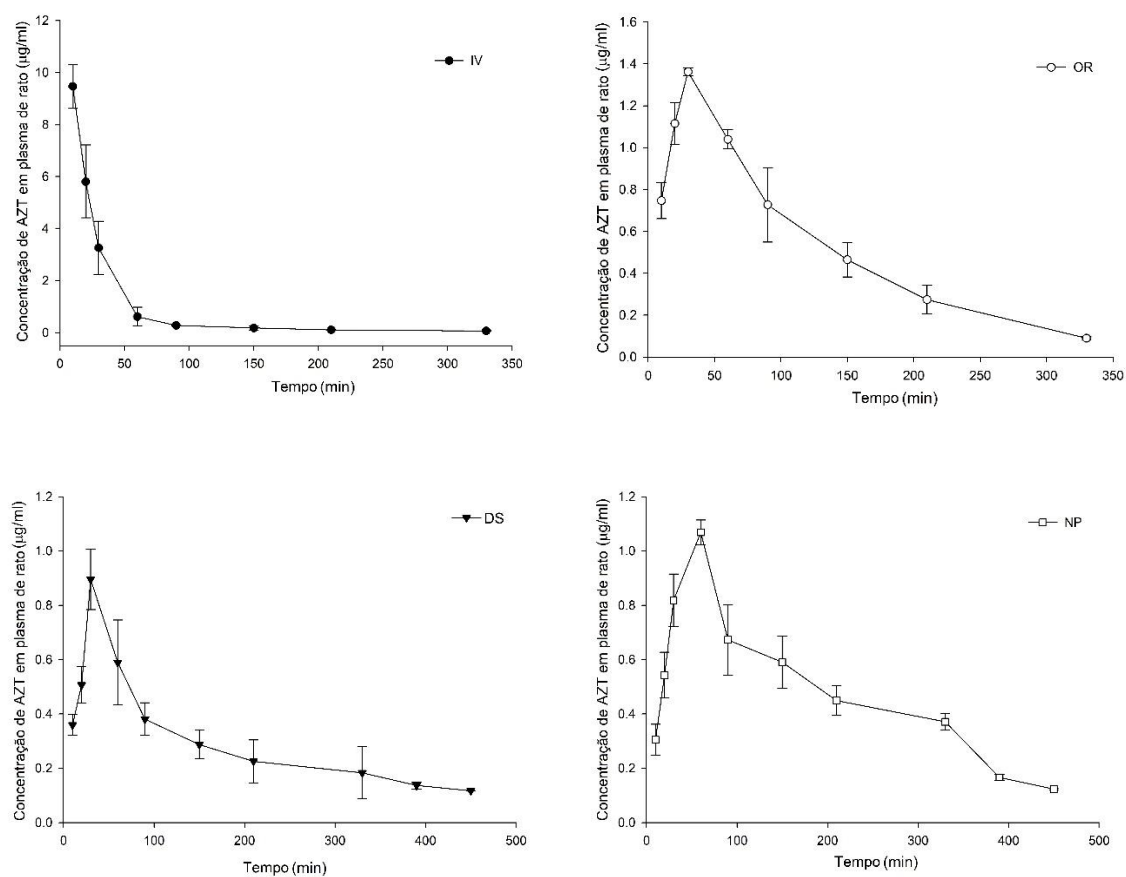 Concentração de AZT em plasma de rato (µg/ml)
12
10
8
6
4
2
0
IV
0 50 100 150 200 250 300 350
Tempo (min)
Concentração de AZT em plasma de rato (µg/ml)
1.6
1.4
1.2
1.0
0.8
0.6
0.4
0.2
0.0
OR
0 50 100 150 200 250 300 350
Tempo (min)
Concentração de AZT em plasma de rato (µg/ml)
1.2
1.0
0.8
0.6
0.4
0.2
0.0
DS
0 100 200 300 400 500
Tempo (min)
Concentração de AZT em plasma de rato (µg/ml)
1.2
1.0
0.8
0.6
0.4
0.2
0.0
NP
0 100 200 300 400 500
Tempo (min)